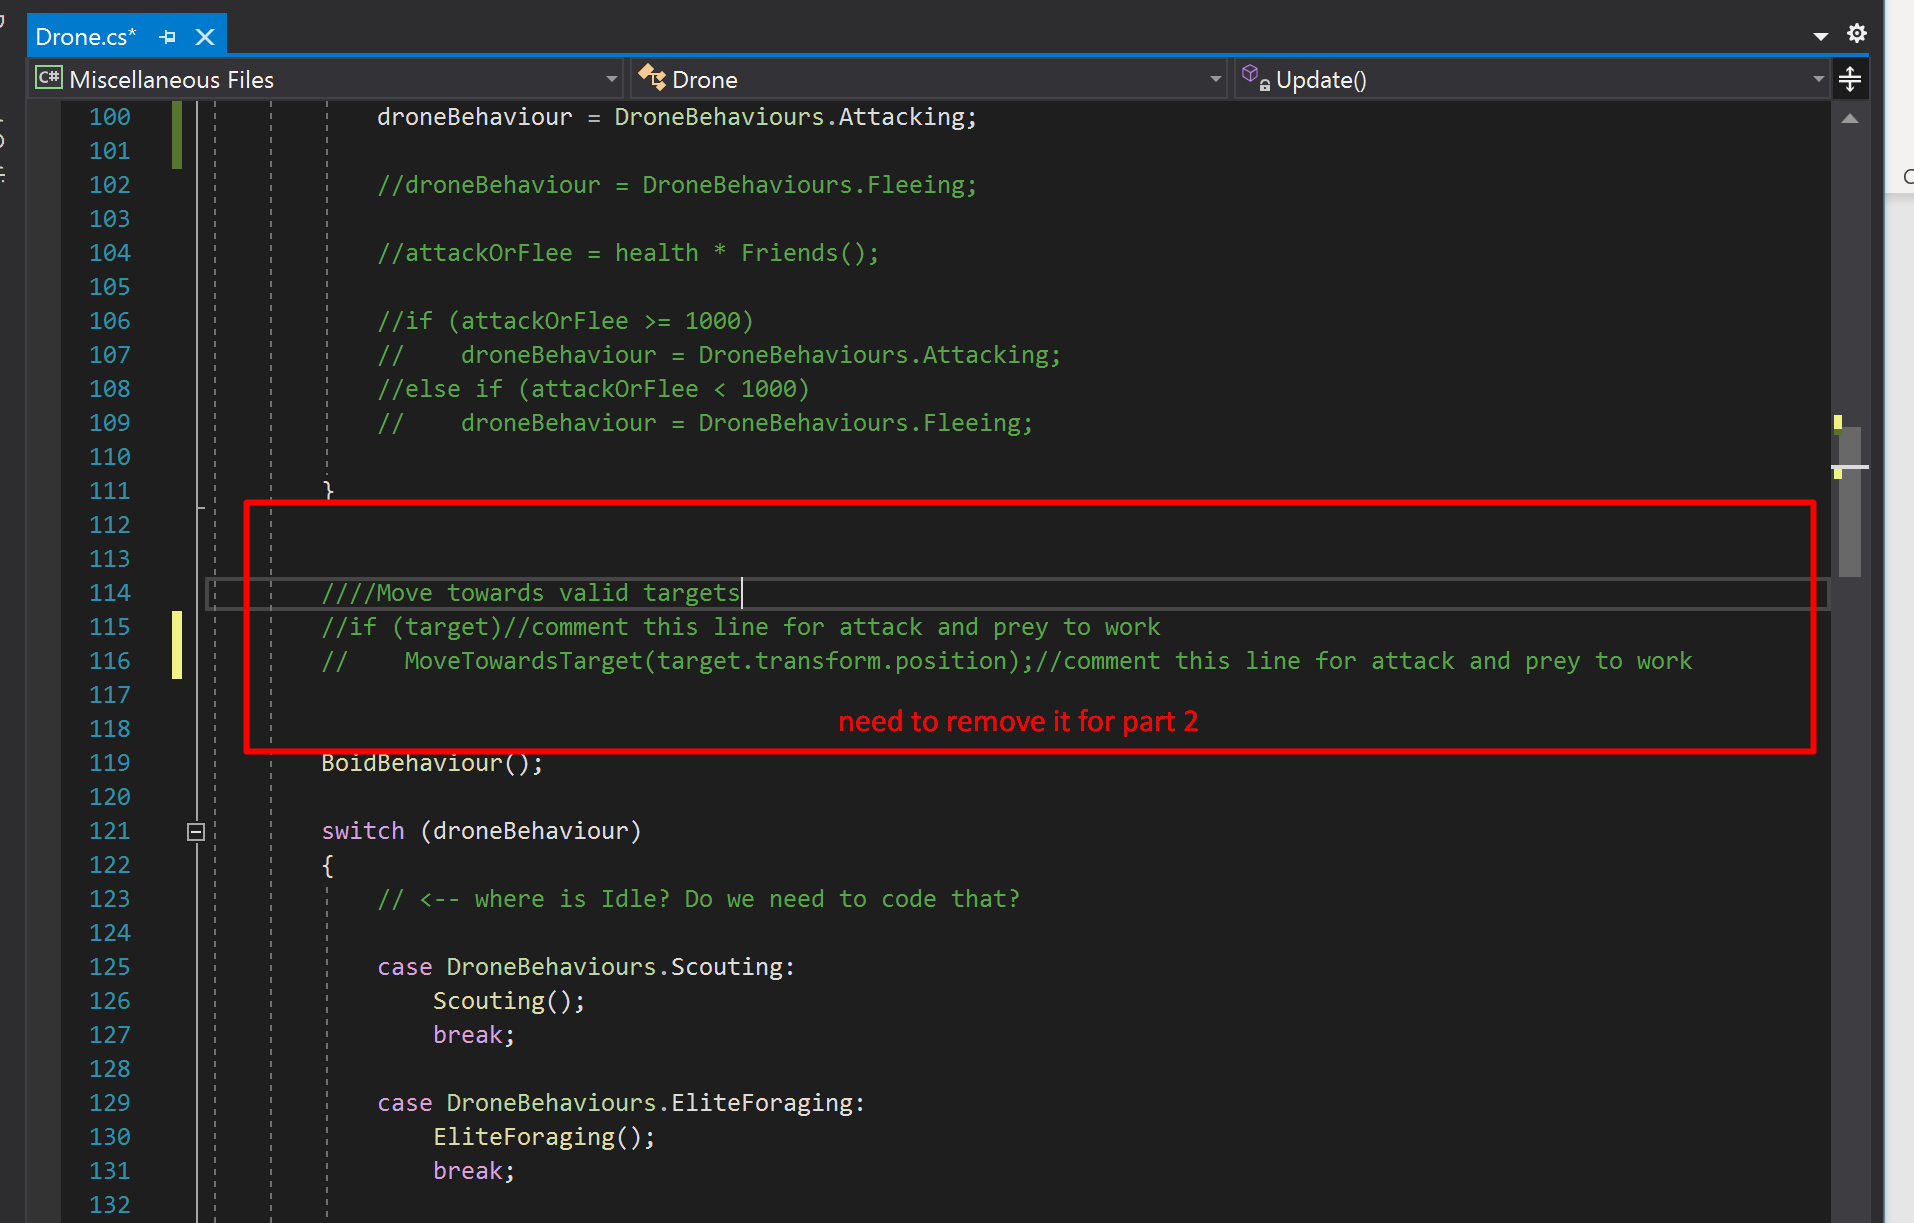 Drone.cs*
C# Miscellaneous Files
Drone
Update()
100 droneBehaviour = DroneBehaviours.Attacking;
101
102 //droneBehaviour = DroneBehaviours.Fleeing;
103
104 //attackOrFlee = health * Friends();
105
106 //if (attackOrFlee >= 1000)
107 //    droneBehaviour = DroneBehaviours.Attacking;
108 //else if (attackOrFlee < 1000)
109 //    droneBehaviour = DroneBehaviours.Fleeing;
110
111 }
112
113
114 ////Move towards valid targets
115 //if (target)//comment this line for attack and prey to work
116 //    MoveTowardsTarget(target.transform.position);//comment this line for attack and prey to work
117
need to remove it for part 2
118
119 BoidBehaviour();
120
121 switch (droneBehaviour)
122 {
123 // <-- where is Idle? Do we need to code that?
124
125 case DroneBehaviours.Scouting:
126 Scouting();
127 break;
128
129 case DroneBehaviours.EliteForaging:
130 EliteForaging();
131 break;
132